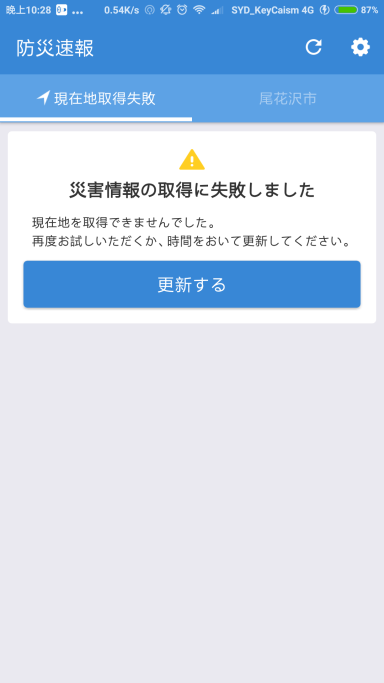 晚上10:28 ... 0.54K/s SYD_KeyCaism 4G 87%
防災速報
現在地取得失敗 尾花沢市
災害情報の取得に失敗しました
現在地を取得できませんでした。
再度お試しいただくか、時間をおいて更新してください。
更新する